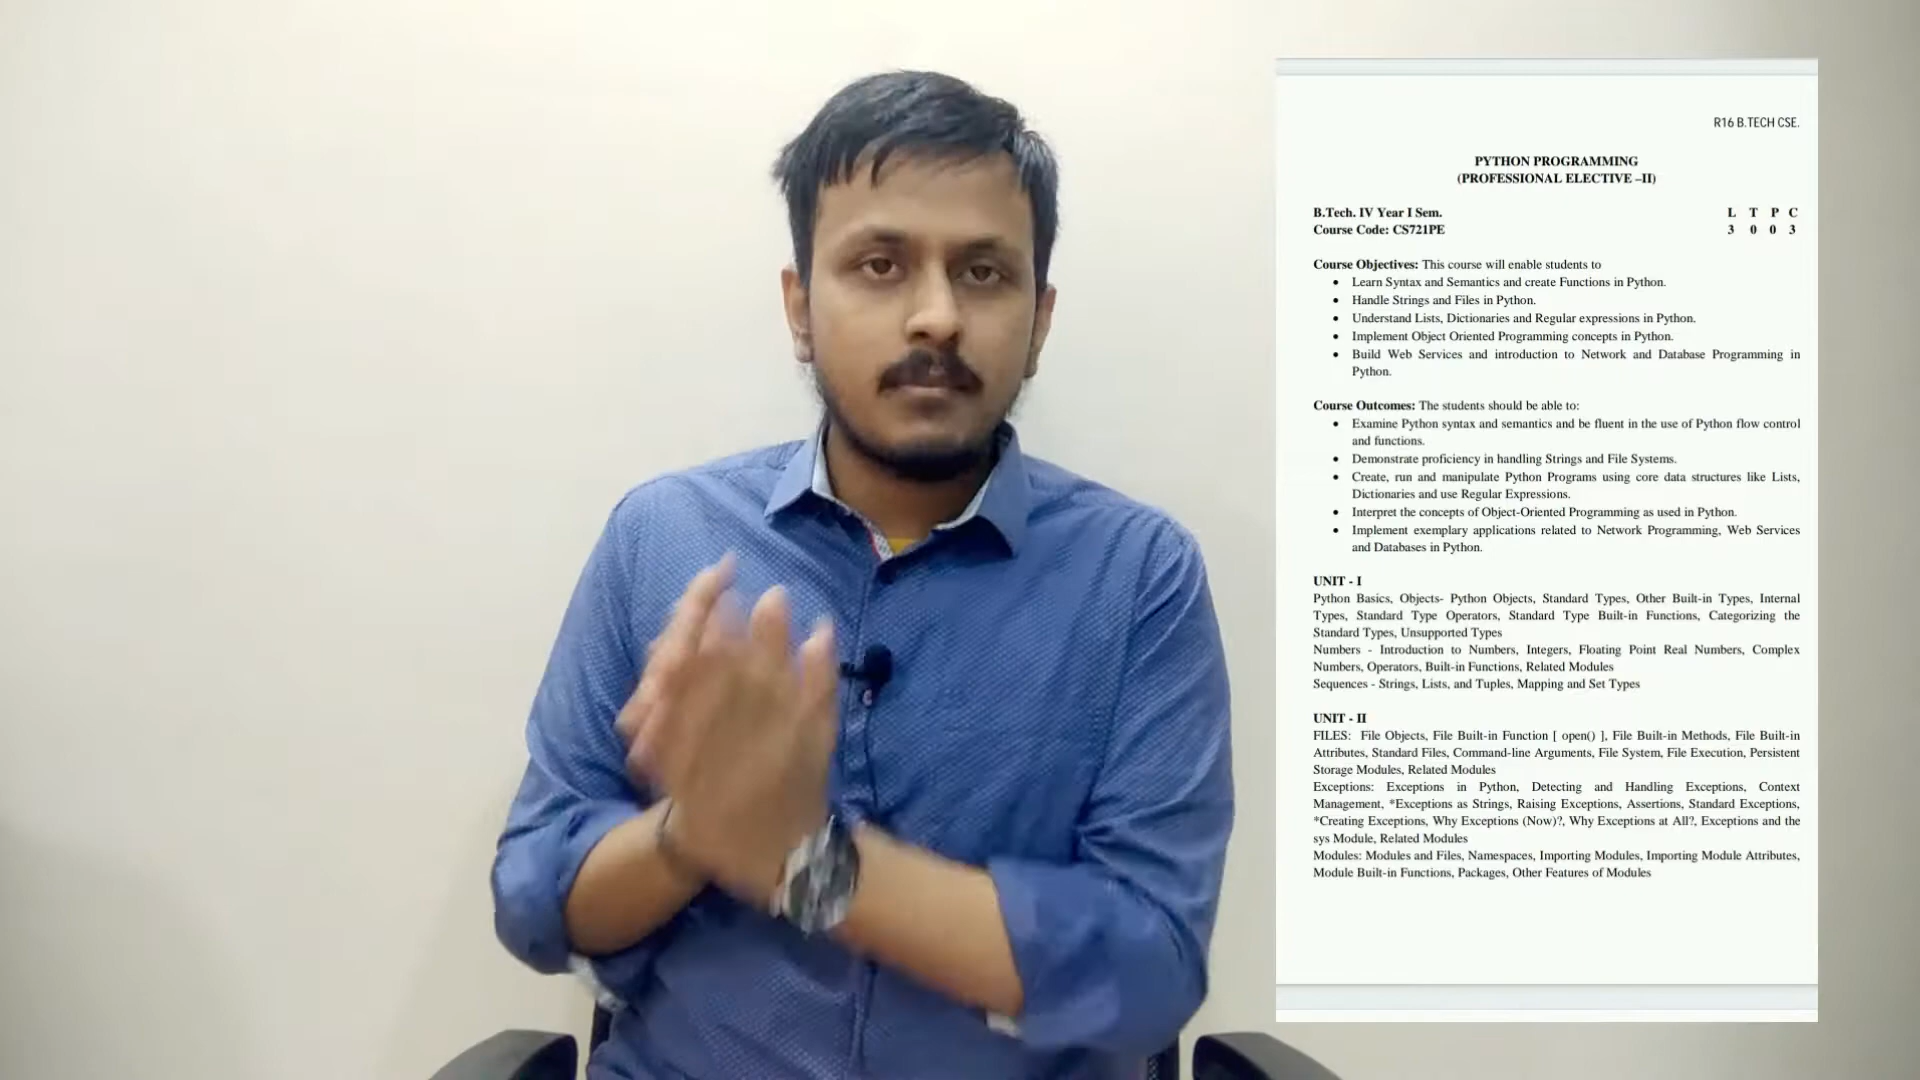 R16 B.TECH CSE.
PYTHON PROGRAMMING
(PROFESSIONAL ELECTIVE –II)
B.Tech. IV Year I Sem. L T P C
Course Code: CS721PE 3 0 0 3
Course Objectives: This course will enable students to
• Learn Syntax and Semantics and create Functions in Python.
• Handle Strings and Files in Python.
• Understand Lists, Dictionaries and Regular expressions in Python.
• Implement Object Oriented Programming concepts in Python.
• Build Web Services and introduction to Network and Database Programming in
Python.
Course Outcomes: The students should be able to:
• Examine Python syntax and semantics and be fluent in the use of Python flow control
and functions.
• Demonstrate proficiency in handling Strings and File Systems.
• Create, run and manipulate Python Programs using core data structures like Lists,
Dictionaries and use Regular Expressions.
• Interpret the concepts of Object-Oriented Programming as used in Python.
• Implement exemplary applications related to Network Programming, Web Services
and Databases in Python.
UNIT - I
Python Basics, Objects- Python Objects, Standard Types, Other Built-in Types, Internal
Types, Standard Type Operators, Standard Type Built-in Functions, Categorizing the
Standard Types, Unsupported Types
Numbers - Introduction to Numbers, Integers, Floating Point Real Numbers, Complex
Numbers, Operators, Built-in Functions, Related Modules
Sequences - Strings, Lists, and Tuples, Mapping and Set Types
UNIT - II
FILES: File Objects, File Built-in Function [ open() ], File Built-in Methods, File Built-in
Attributes, Standard Files, Command-line Arguments, File System, File Execution, Persistent
Storage Modules, Related Modules
Exceptions: Exceptions in Python, Detecting and Handling Exceptions, Context
Management, *Exceptions as Strings, Raising Exceptions, Assertions, Standard Exceptions,
*Creating Exceptions, Why Exceptions (Now)?, Why Exceptions at All?, Exceptions and the
sys Module, Related Modules
Modules: Modules and Files, Namespaces, Importing Modules, Importing Module Attributes,
Module Built-in Functions, Packages, Other Features of Modules